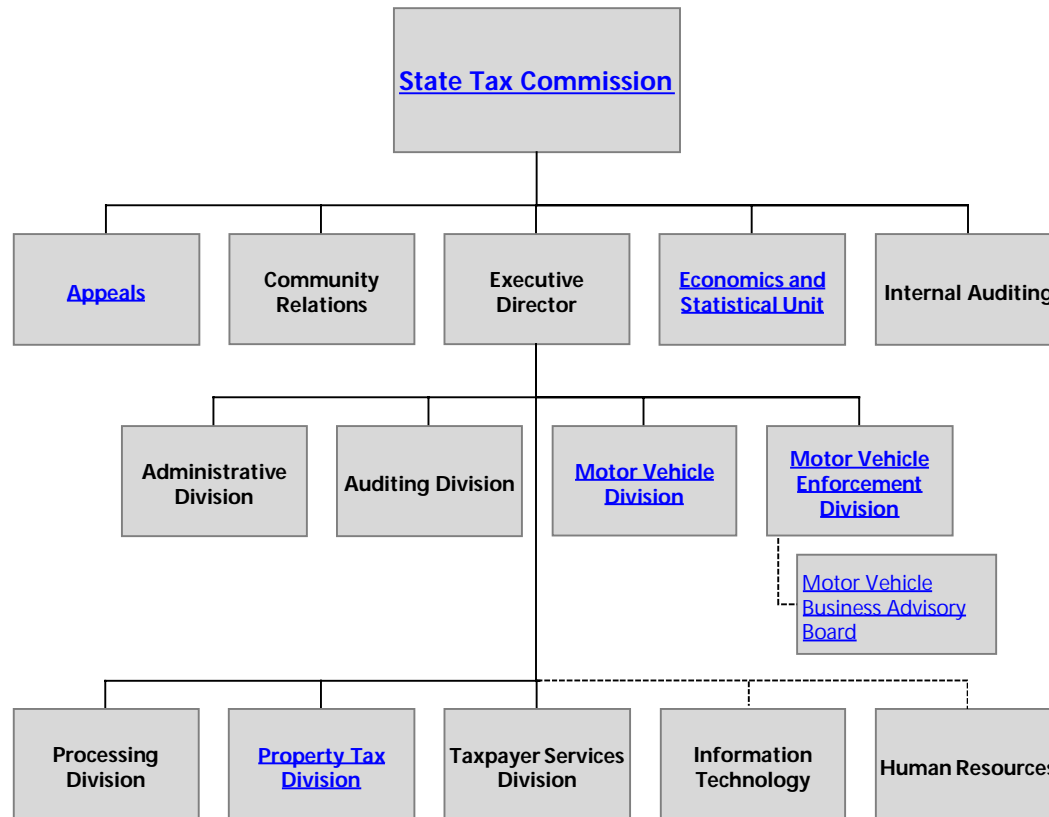 State Tax Commission
Appeals
Community
Relations
Executive
Director
Economics and
Statistical Unit
Internal Auditing
Administrative
Division
Auditing Division
Motor Vehicle
Division
Motor Vehicle
Enforcement
Division
Motor Vehicle
Business Advisory
Board
Processing
Division
Property Tax
Division
Taxpayer Services
Division
Information
Technology
Human Resources